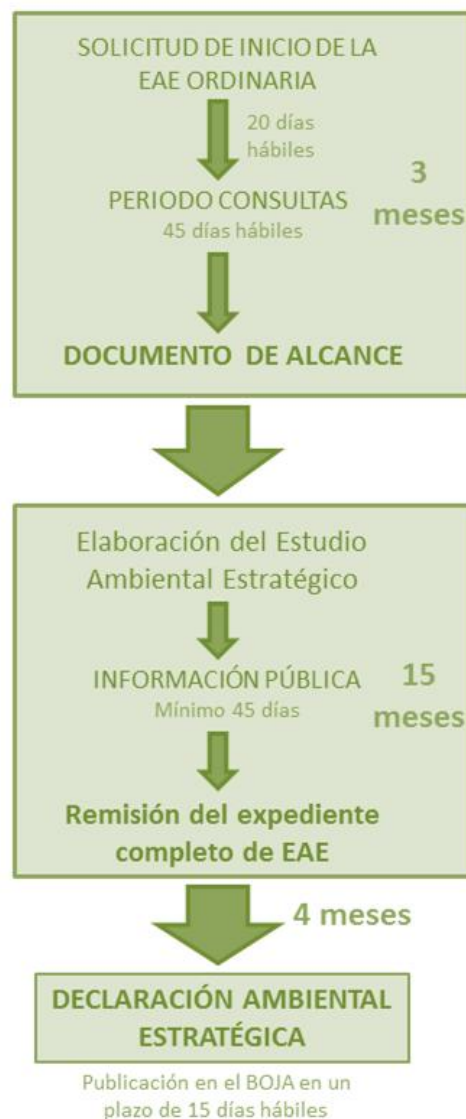 SOLICITUD DE INICIO DE LA
EAE ORDINARIA
20 días
hábiles
PERIODO CONSULTAS
45 días hábiles
3
meses
DOCUMENTO DE ALCANCE
Elaboración del Estudio
Ambiental Estratégico
INFORMACIÓN PÚBLICA
Mínimo 45 días
15
meses
Remisión del expediente
completo de EAE
4 meses
DECLARACIÓN AMBIENTAL
ESTRATÉGICA
Publicación en el BOJA en un
plazo de 15 días hábiles